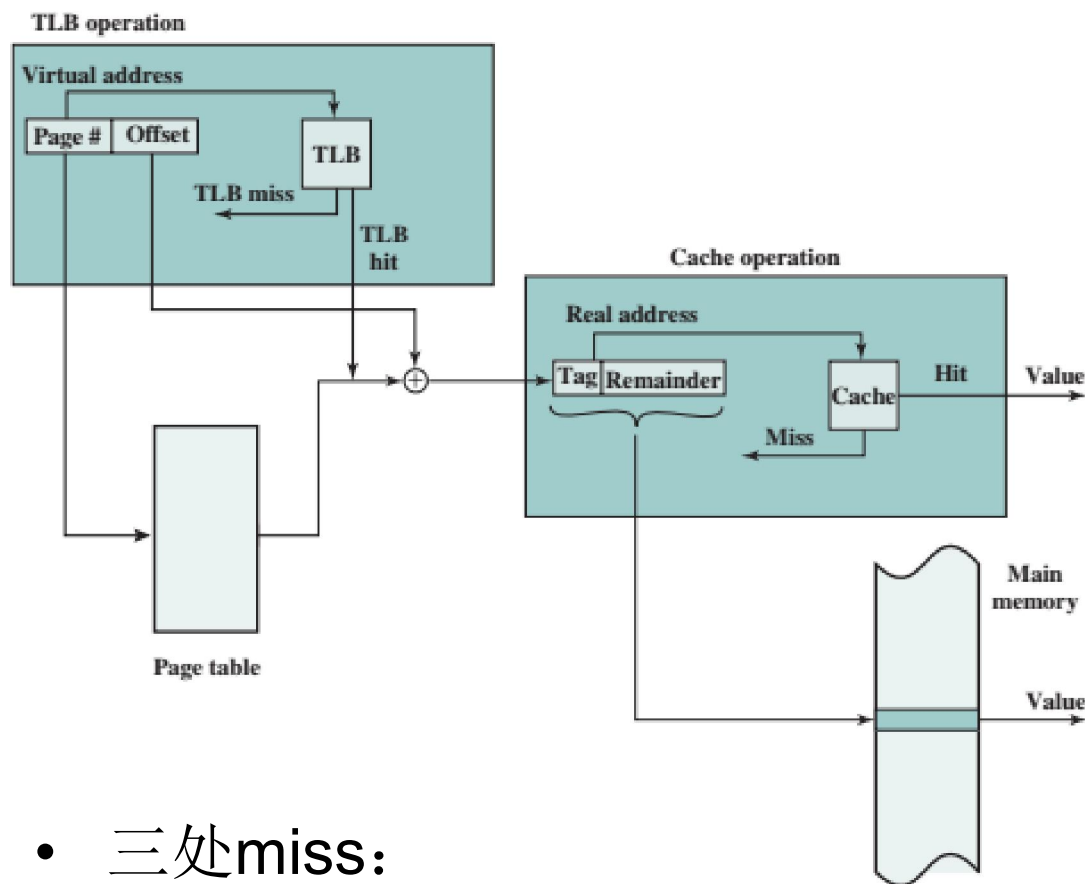 TLB operation
Virtual address
Page # Offset
TLB
TLB miss
TLB
hit
Cache operation
Real address
Tag Remainder
Cache
Hit
Value
Miss
Page table
Main
memory
Value
• 三处miss：